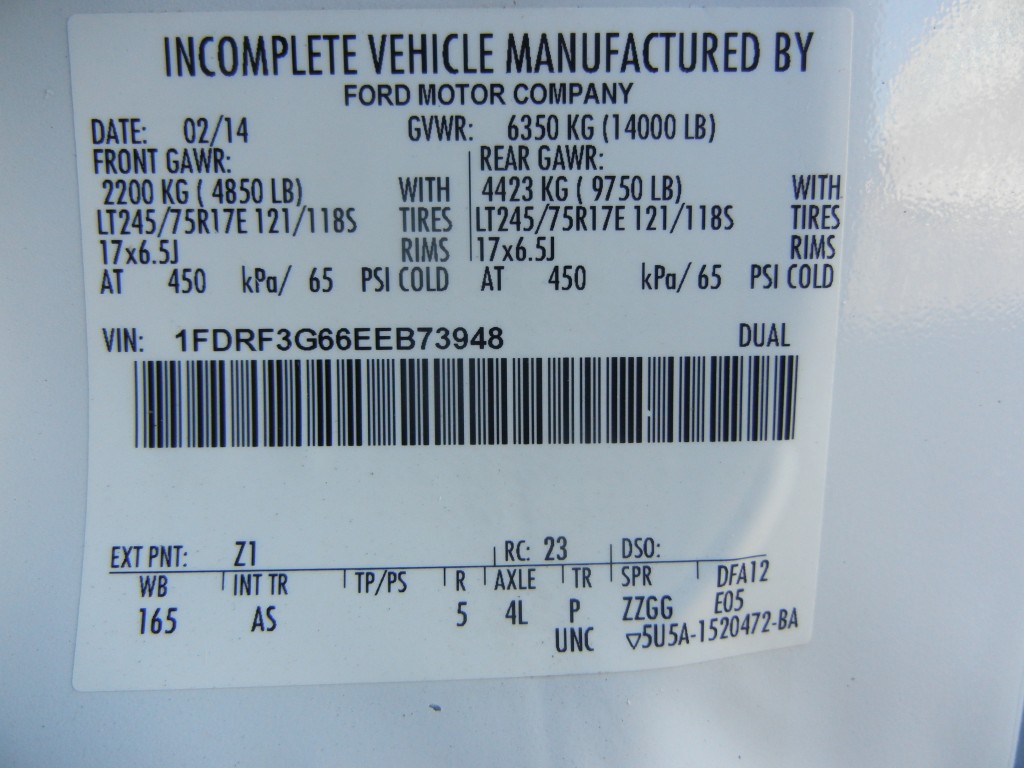 INCOMPLETE VEHICLE MANUFACTURED BY
FORD MOTOR COMPANY
DATE: 02/14 GVWR: 6350 KG (14000 LB)
FRONT GAWR: REAR GAWR:
2200 KG ( 4850 LB) WITH 4423 KG ( 9750 LB) WITH
LT245/75R17E 121/118S TIRES LT245/75R17E 121/118S TIRES
17x6.5J RIMS 17x6.5J RIMS
AT 450 kPa/ 65 PSI COLD AT 450 kPa/ 65 PSI COLD
VIN: 1FDRF3G66EEB73948 DUAL
EXT PNT: Z1 RC: 23 DSO:
WB INT TR TP/PS R AXLE TR SPR DFA12
165 AS 5 4L P ZZGG E05
UNC ▽5U5A-1520472-BA